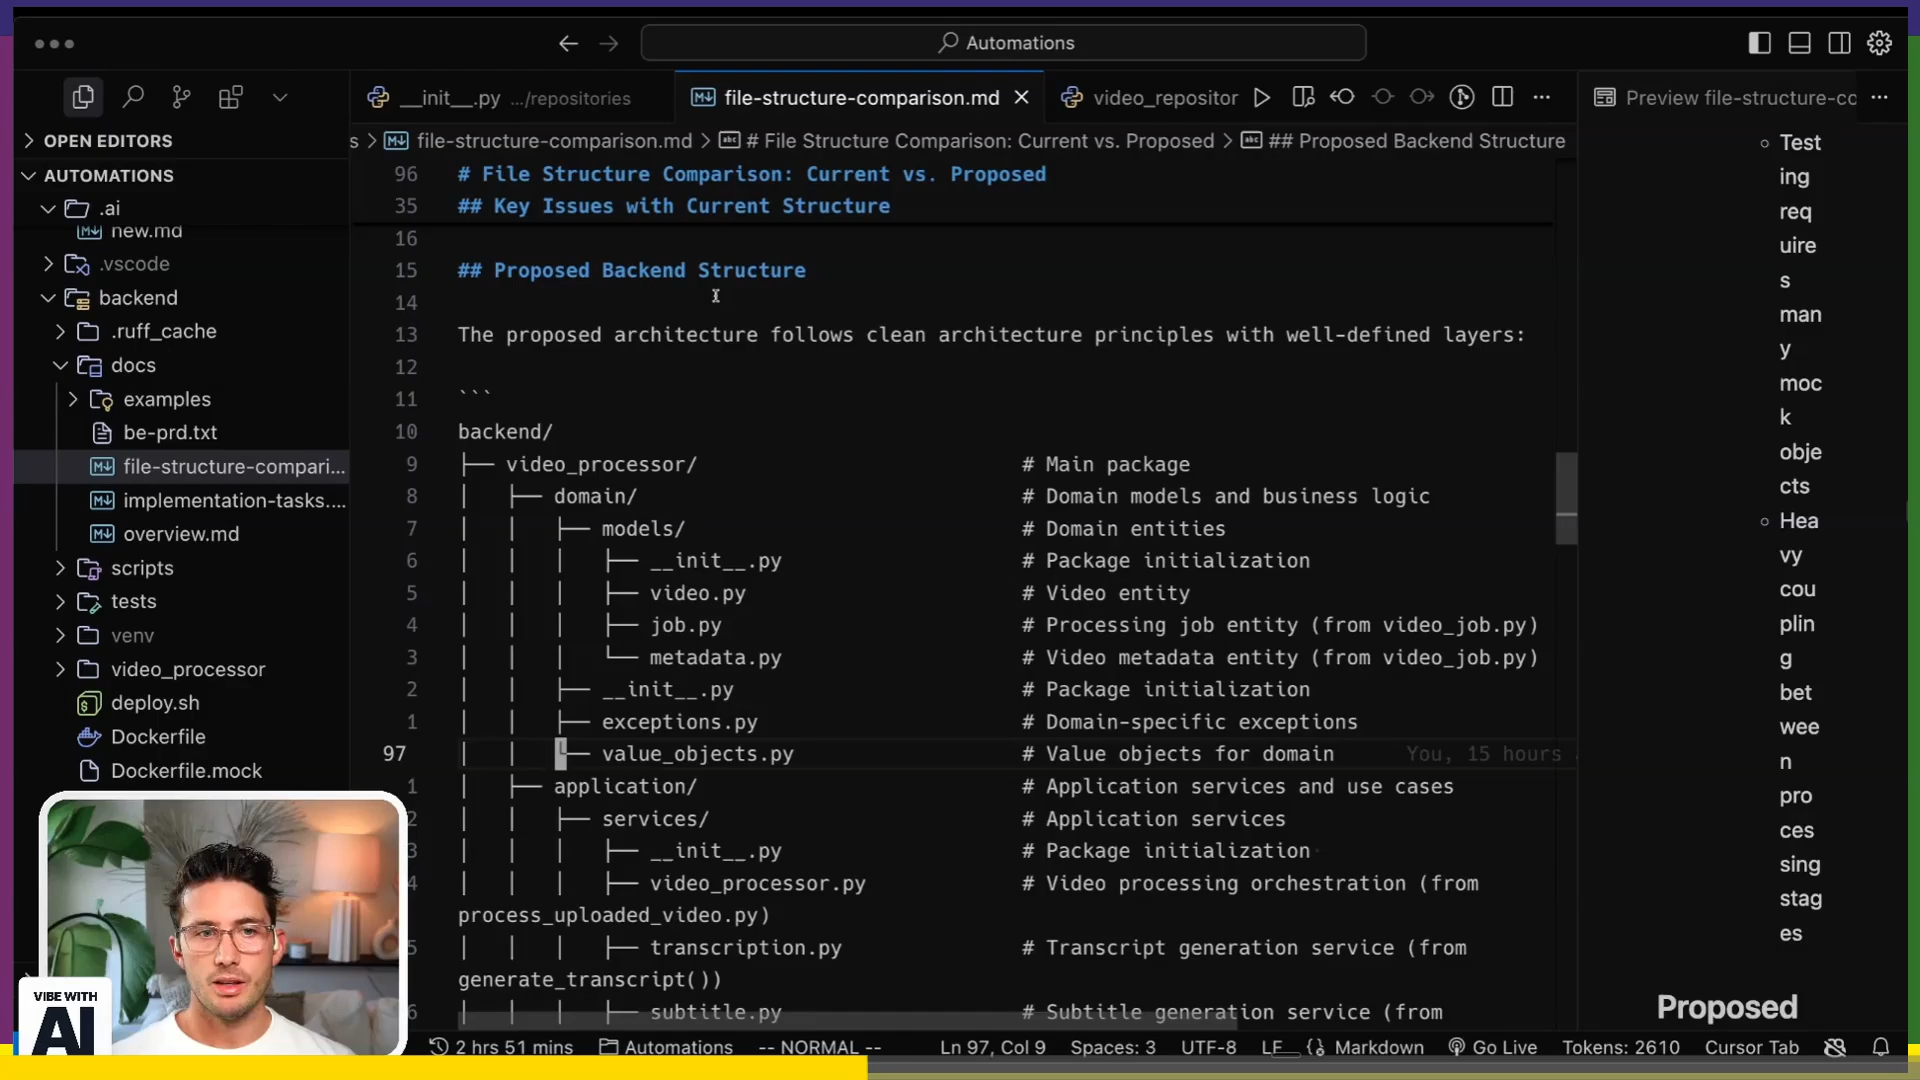 Automations
__init__.py .../repositories
file-structure-comparison.md
video_repositor
Preview file-structure-co
OPEN EDITORS
AUTOMATIONS
.ai
new.md
.vscode
backend
.ruff_cache
docs
examples
be-prd.txt
file-structure-compari...
implementation-tasks....
overview.md
scripts
tests
venv
video_processor
deploy.sh
Dockerfile
Dockerfile.mock
s > file-structure-comparison.md > # File Structure Comparison: Current vs. Proposed > ## Proposed Backend Structure
96 # File Structure Comparison: Current vs. Proposed
35 ## Key Issues with Current Structure
16
15 ## Proposed Backend Structure
14
13 The proposed architecture follows clean architecture principles with well-defined layers:
12
11 ```
10 backend/
9 ├── video_processor/ # Main package
8 │ ├── domain/ # Domain models and business logic
7 │ │ ├── models/ # Domain entities
6 │ │ │ ├── __init__.py # Package initialization
5 │ │ │ ├── video.py # Video entity
4 │ │ │ ├── job.py # Processing job entity (from video_job.py)
3 │ │ │ └── metadata.py # Video metadata entity (from video_job.py)
2 │ │ ├── __init__.py # Package initialization
1 │ │ ├── exceptions.py # Domain-specific exceptions
97 │ │ └── value_objects.py # Value objects for domain You, 15 hours
1 │ ├── application/ # Application services and use cases
2 │ │ ├── services/ # Application services
3 │ │ │ ├── __init__.py # Package initialization
4 │ │ │ ├── video_processor.py # Video processing orchestration (from
process_uploaded_video.py)
5 │ │ │ ├── transcription.py # Transcript generation service (from
generate_transcript())
6 │ │ │ ├── subtitle.py # Subtitle generation service (from
Test
ing
req
uire
s
man
y
moc
k
obje
cts
Hea
vy
cou
plin
g
bet
wee
n
pro
ces
sing
stag
es
Proposed
VIBE WITH
AI
2 hrs 51 mins Automations -- NORMAL -- Ln 97, Col 9 Spaces: 3 UTF-8 LF {} Markdown Go Live Tokens: 2610 Cursor Tab